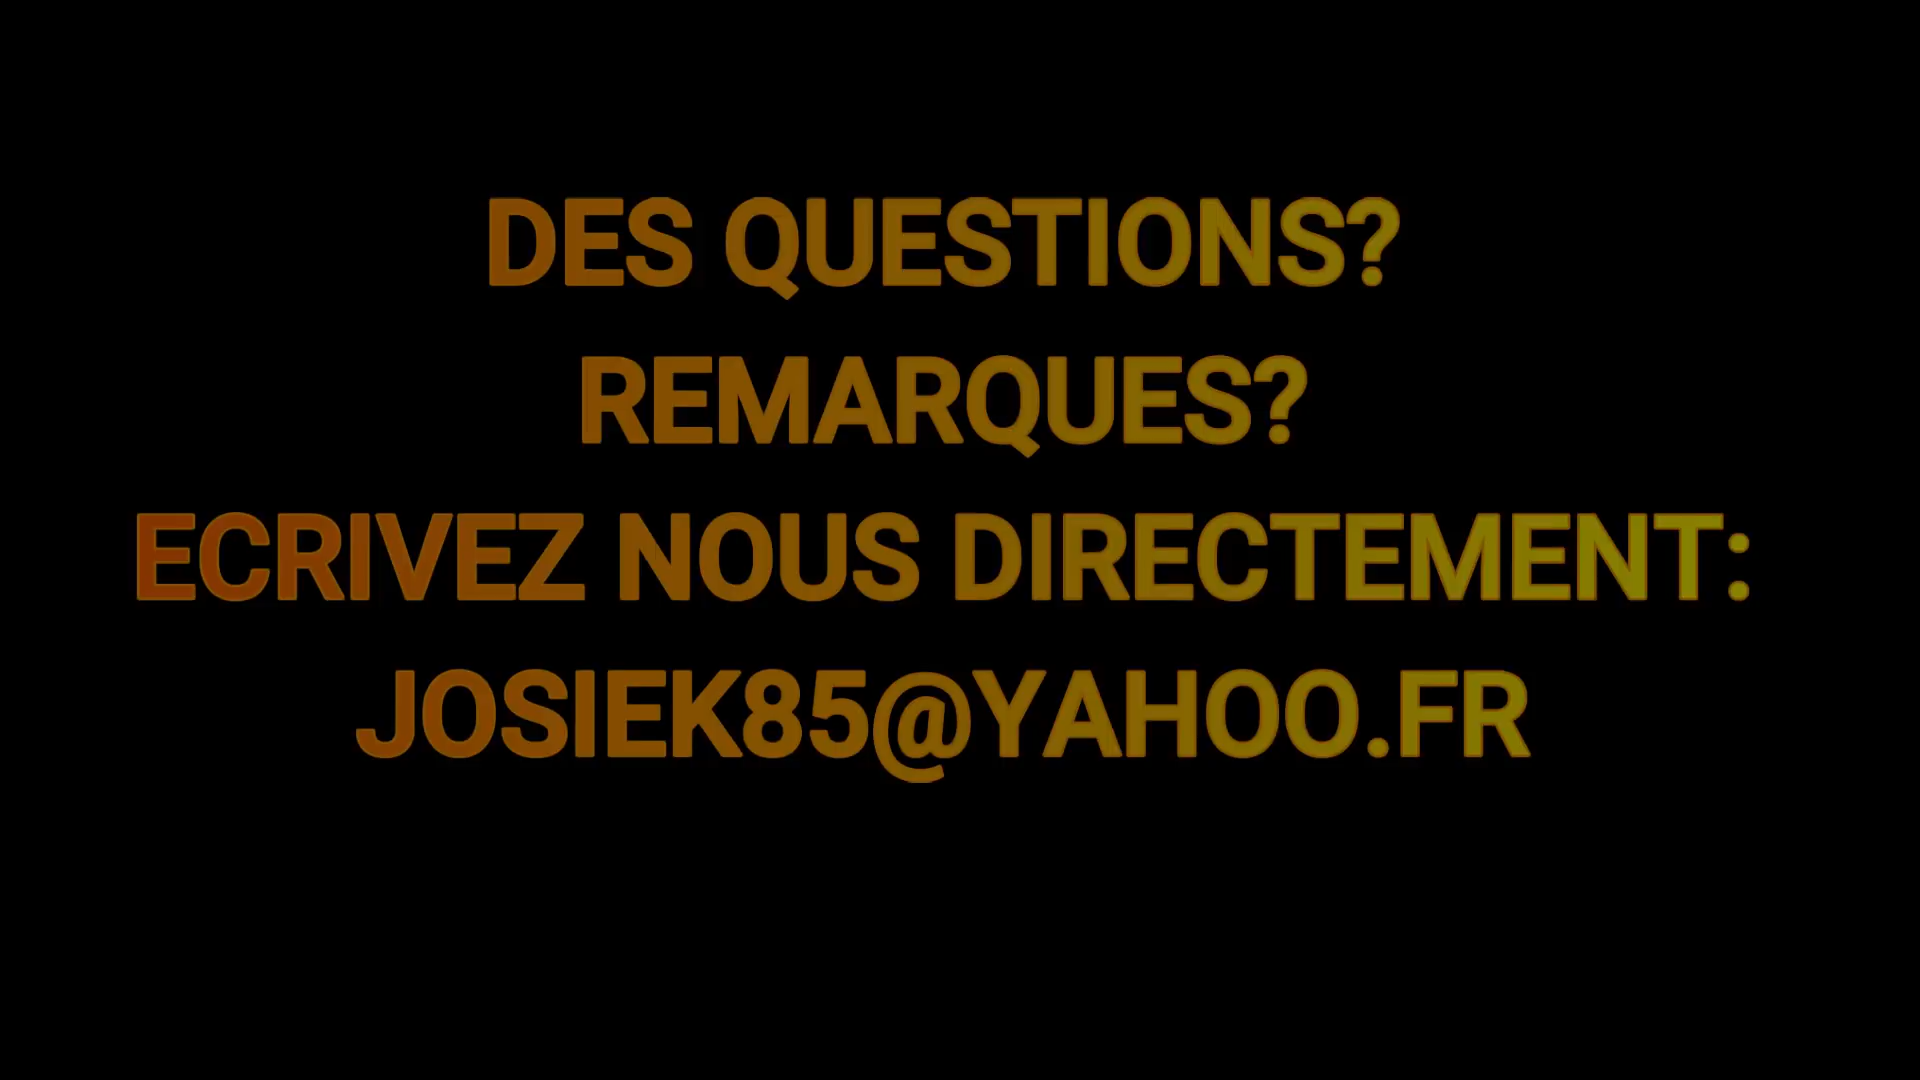 DES QUESTIONS?
REMARQUES?
ECRIVEZ NOUS DIRECTEMENT:
JOSIEK85@YAHOO.FR